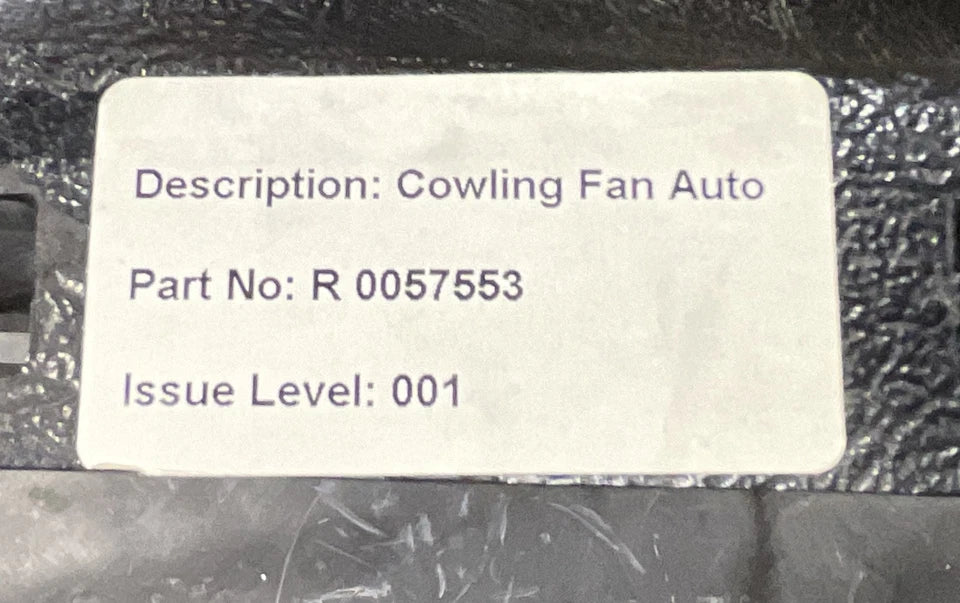 Description: Cowling Fan Auto
Part No: R 0057553
Issue Level: 001